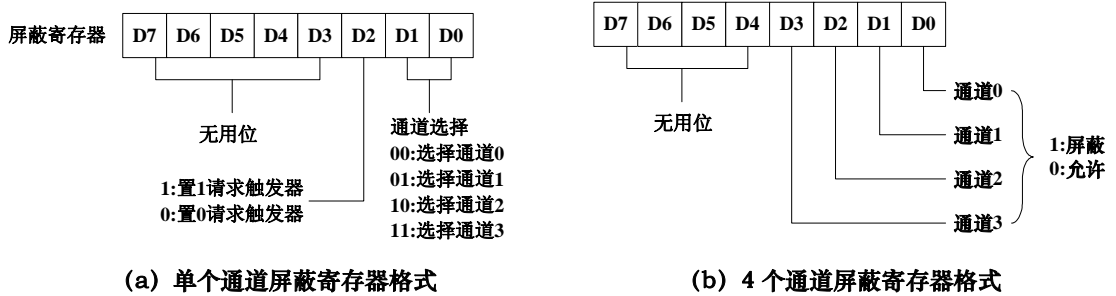 屏蔽寄存器 D7 D6 D5 D4 D3 D2 D1 D0
无用位
通道选择
00:选择通道0
01:选择通道1
10:选择通道2
11:选择通道3
1:置1请求触发器
0:置0请求触发器
(a) 单个通道屏蔽寄存器格式
D7 D6 D5 D4 D3 D2 D1 D0
无用位
通道0
通道1
通道2
通道3
1:屏蔽
0:允许
(b) 4 个通道屏蔽寄存器格式